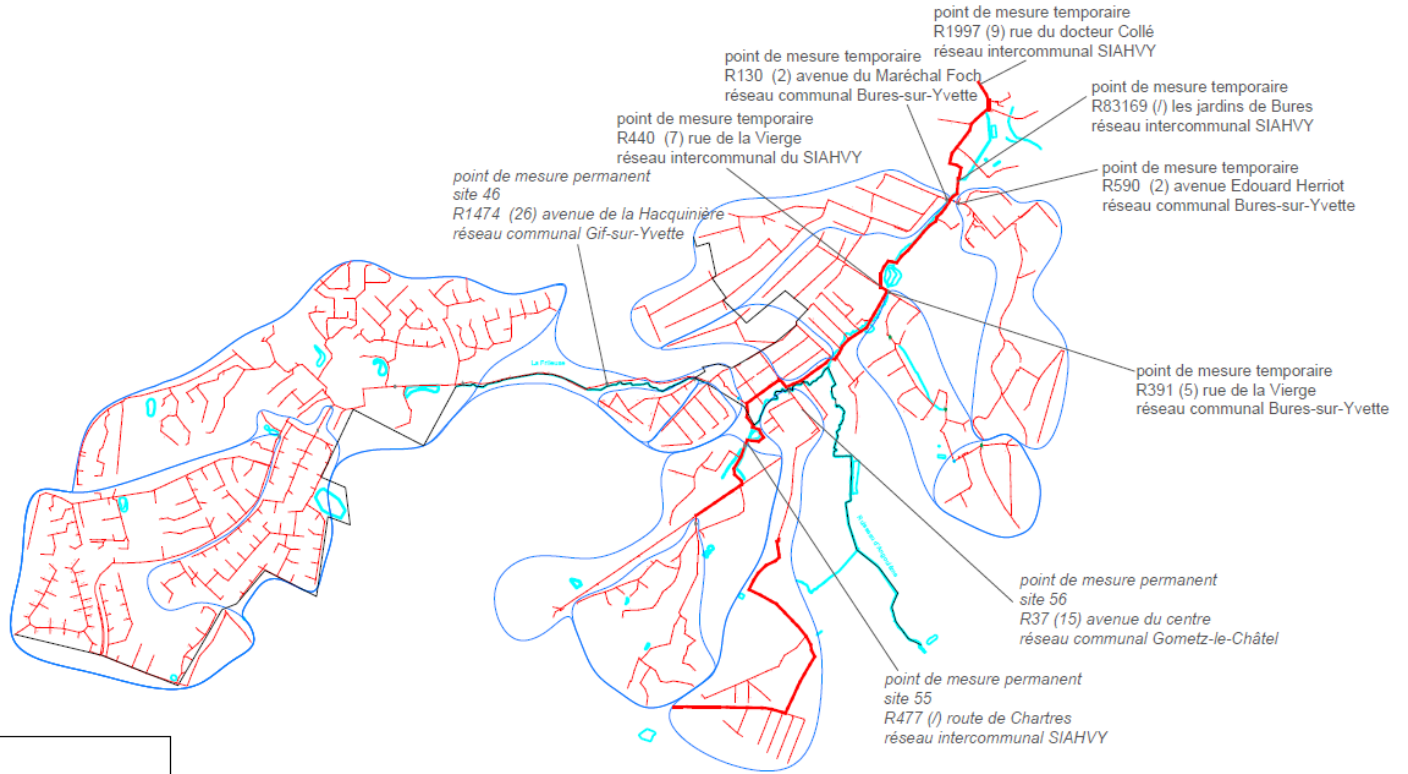 point de mesure temporaire
R1997 (9) rue du docteur Collé
réseau intercommunal SIAHVY
point de mesure temporaire
R130 (2) avenue du Maréchal Foch
réseau communal Bures-sur-Yvette
point de mesure temporaire
R83169 (/) les jardins de Bures
réseau intercommunal SIAHVY
point de mesure temporaire
R440 (7) rue de la Vierge
réseau intercommunal du SIAHVY
point de mesure temporaire
R590 (2) avenue Edouard Herriot
réseau communal Bures-sur-Yvette
point de mesure permanent
site 46
R1474 (26) avenue de la Hacquinière
réseau communal Gif-sur-Yvette
point de mesure temporaire
R391 (5) rue de la Vierge
réseau communal Bures-sur-Yvette
point de mesure permanent
site 56
R37 (15) avenue du centre
réseau communal Gometz-le-Châtel
point de mesure permanent
site 55
R477 (/) route de Chartres
réseau intercommunal SIAHVY